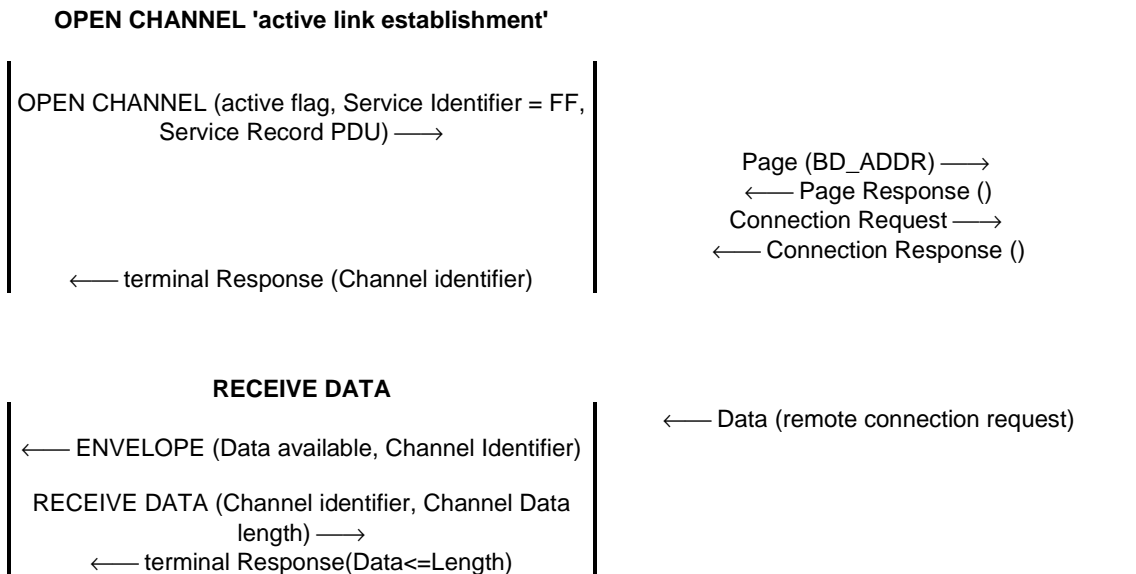 OPEN CHANNEL 'active link establishment'
OPEN CHANNEL (active flag, Service Identifier = FF,
Service Record PDU) ⟶
Page (BD_ADDR) ⟶
⟵ Page Response ()
Connection Request ⟶
⟵ Connection Response ()
⟵ terminal Response (Channel identifier)
RECEIVE DATA
⟵ Data (remote connection request)
⟵ ENVELOPE (Data available, Channel Identifier)
RECEIVE DATA (Channel identifier, Channel Data
length) ⟶
⟵ terminal Response(Data<=Length)